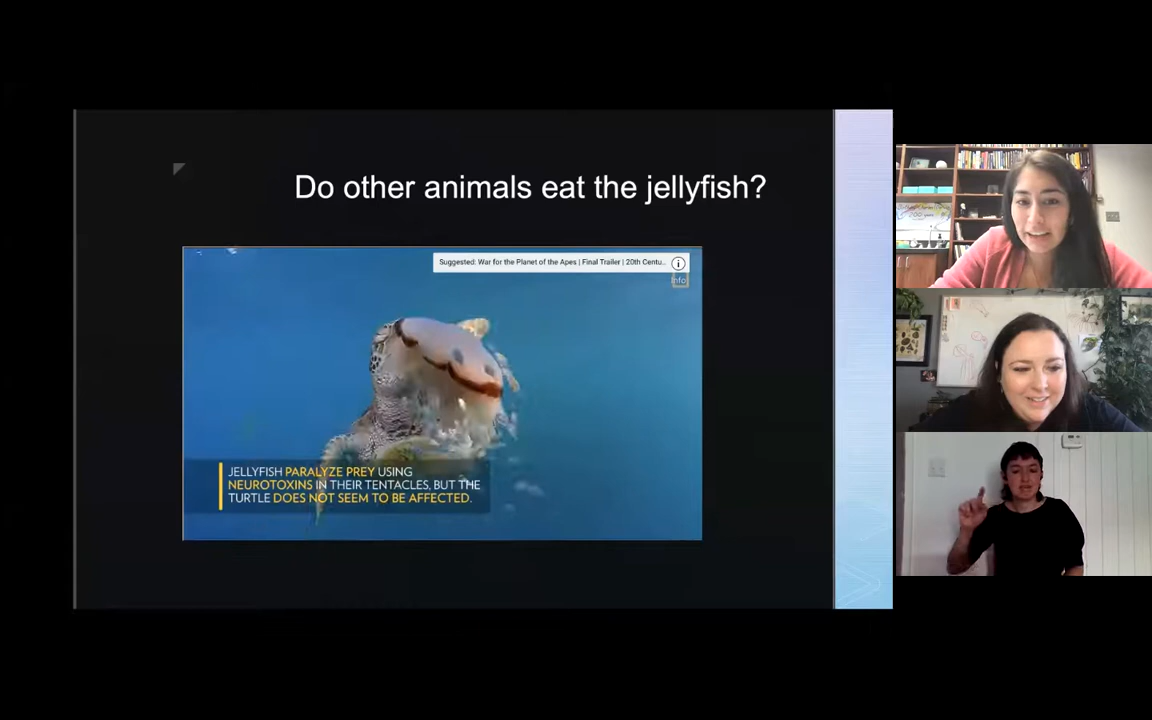 Do other animals eat the jellyfish?
Suggested: War for the Planet of the Apes | Final Trailer | 20th Centu...
Info
JELLYFISH PARALYZE PREY USING
NEUROTOXINS IN THEIR TENTACLES, BUT THE
TURTLE DOES NOT SEEM TO BE AFFECTED.